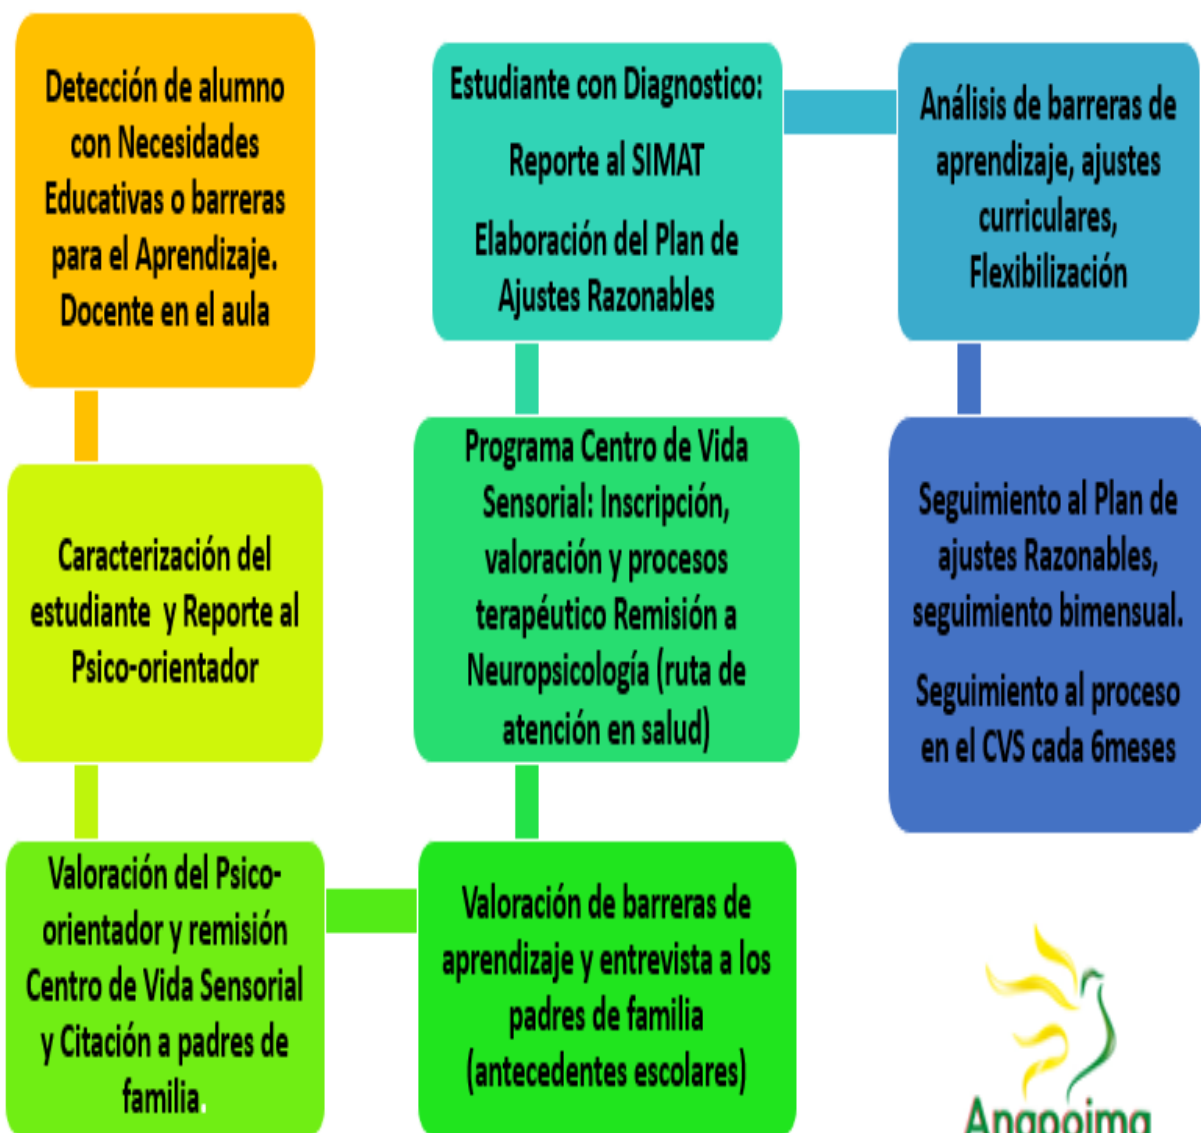 Detección de alumno
con Necesidades
Educativas o barreras
para el Aprendizaje.
Docente en el aula
Caracterización del
estudiante y Reporte al
Psico-orientador
Valoración del Psico-
orientador y remisión
Centro de Vida Sensorial
y Citación a padres de
familia.
Valoración de barreras de
aprendizaje y entrevista a los
padres de familia
(antecedentes escolares)
Programa Centro de Vida
Sensorial: Inscripción,
valoración y procesos
terapéutico Remisión a
Neuropsicología (ruta de
atención en salud)
Estudiante con Diagnostico:
Reporte al SIMAT
Elaboración del Plan de
Ajustes Razonables
Análisis de barreras de
aprendizaje, ajustes
curriculares,
Flexibilización
Seguimiento al Plan de
ajustes Razonables,
seguimiento bimensual.
Seguimiento al proceso
en el CVS cada 6meses
Anapoima